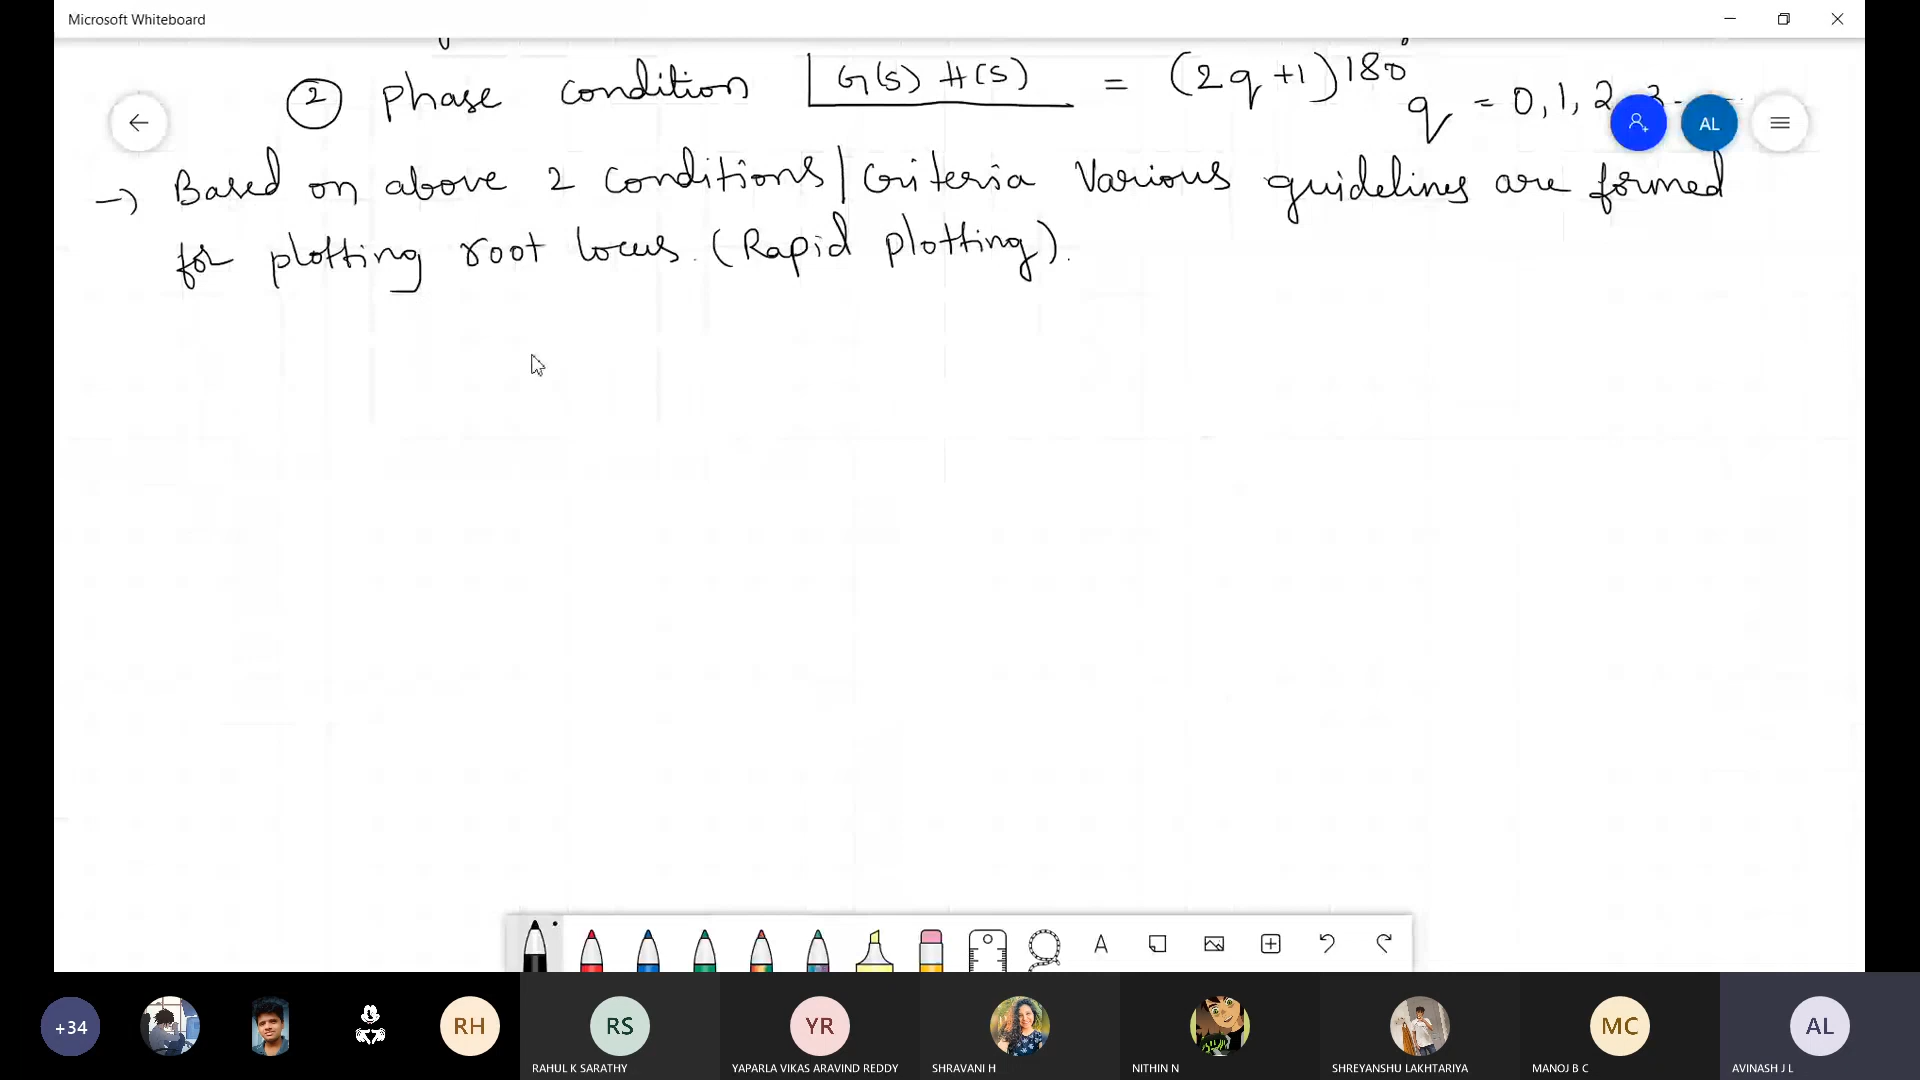 Microsoft Whiteboard
② phase condition ∠G(s) H(s) = (2q +1)180°
q = 0, 1, 2, 3 - - -
→ Based on above 2 conditions/Criteria Various guidelines are formed
for plotting root locus. (Rapid plotting).
AL
A
+34
RH
RS
YR
MC
AL
RAHUL K SARATHY
YAPARLA VIKAS ARAVIND REDDY
SHRAVANI H
NITHIN N
SHREYANSHU LAKHTARIYA
MANOJ B C
AVINASH J L